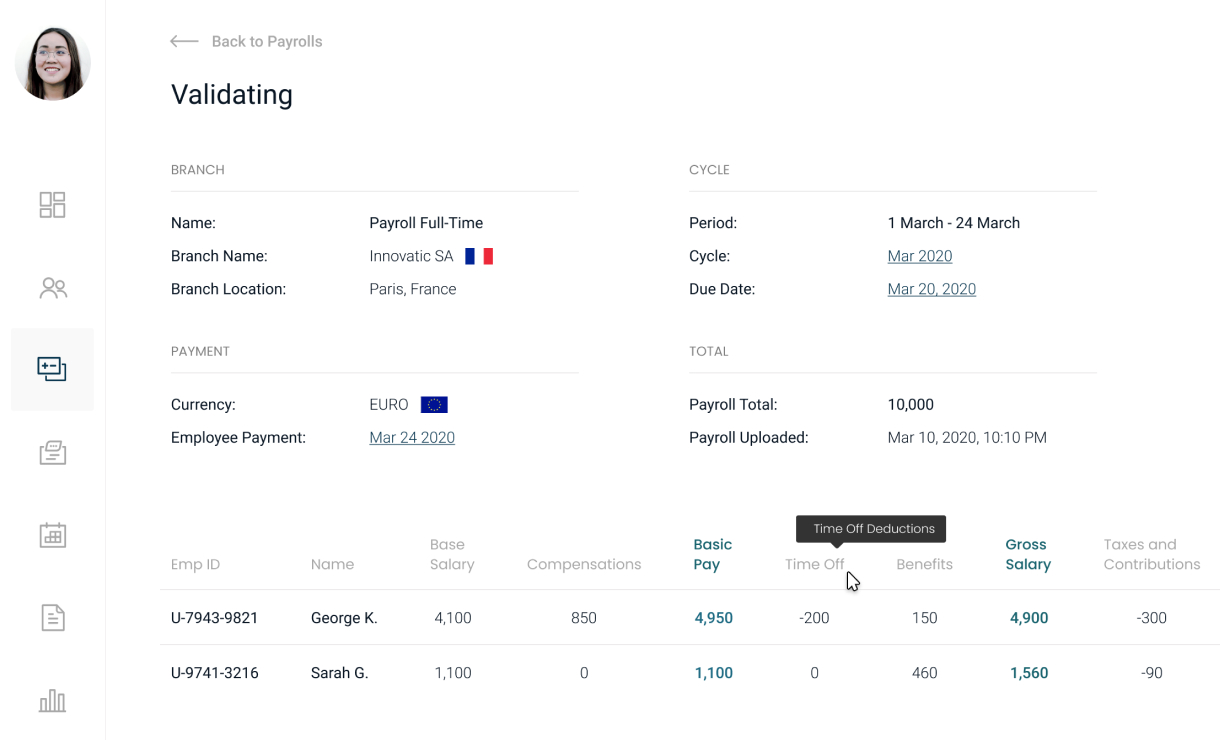 Back to Payrolls
Validating
BRANCH
Name: Payroll Full-Time
Branch Name: Innovatic SA
Branch Location: Paris, France
CYCLE
Period: 1 March - 24 March
Cycle: Mar 2020
Due Date: Mar 20, 2020
PAYMENT
Currency: EURO
Employee Payment: Mar 24 2020
TOTAL
Payroll Total: 10,000
Payroll Uploaded: Mar 10, 2020, 10:10 PM
Time Off Deductions
Emp ID Name Base Salary Compensations Basic Pay Time Off Benefits Gross Salary Taxes and Contributions
U-7943-9821 George K. 4,100 850 4,950 -200 150 4,900 -300
U-9741-3216 Sarah G. 1,100 0 1,100 0 460 1,560 -90